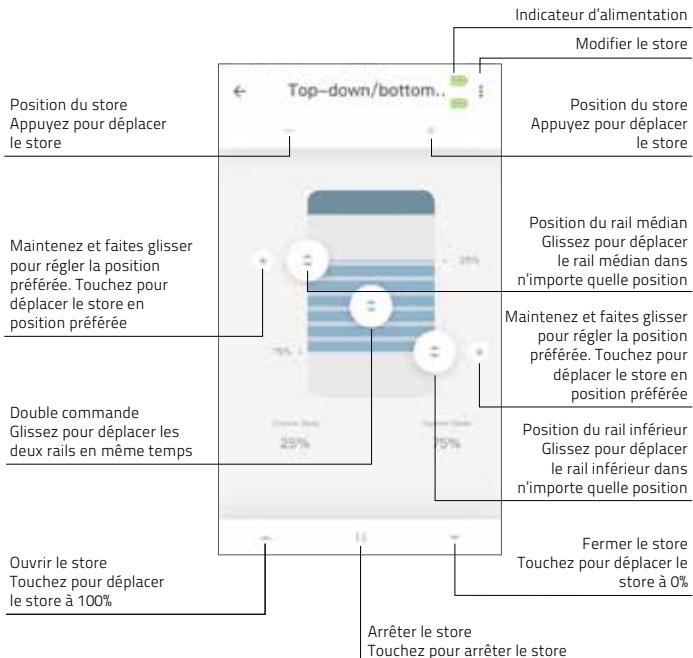 Indicateur d'alimentation
Modifier le store
← Top-down/bottom..
Position du store
Appuyez pour déplacer
le store
Position du store
Appuyez pour déplacer
le store
Maintenez et faites glisser
pour régler la position
préférée. Touchez pour
déplacer le store en
position préférée
Position du rail médian
Glissez pour déplacer
le rail médian dans
n'importe quelle position
25%
75%
Maintenez et faites glisser
pour régler la position
préférée. Touchez pour
déplacer le store en
position préférée
Double commande
Glissez pour déplacer les
deux rails en même temps
25%
75%
Position du rail inférieur
Glissez pour déplacer
le rail inférieur dans
n'importe quelle position
Ouvrir le store
Touchez pour déplacer
le store à 100%
Fermer le store
Touchez pour déplacer le
store à 0%
Arrêter le store
Touchez pour arrêter le store